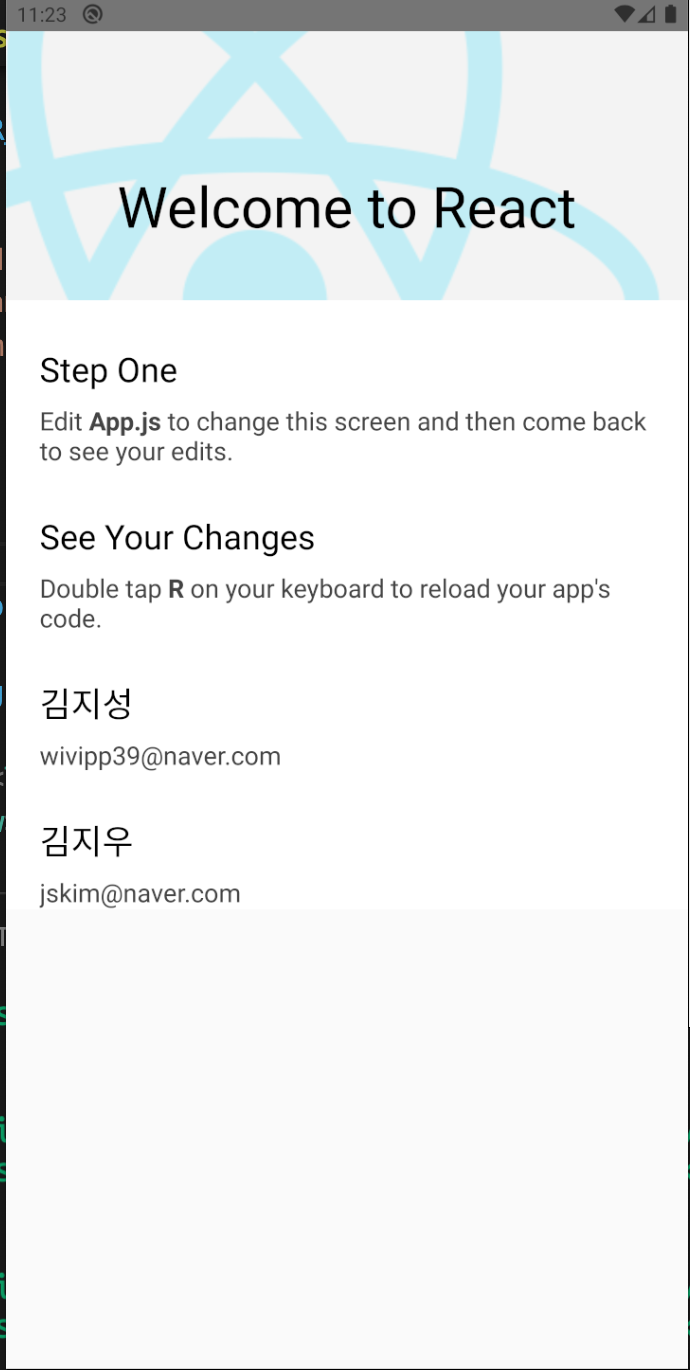 11:23
Welcome to React
Step One
Edit App.js to change this screen and then come back
to see your edits.
See Your Changes
Double tap R on your keyboard to reload your app's
code.
김지성
wivipp39@naver.com
김지우
jskim@naver.com